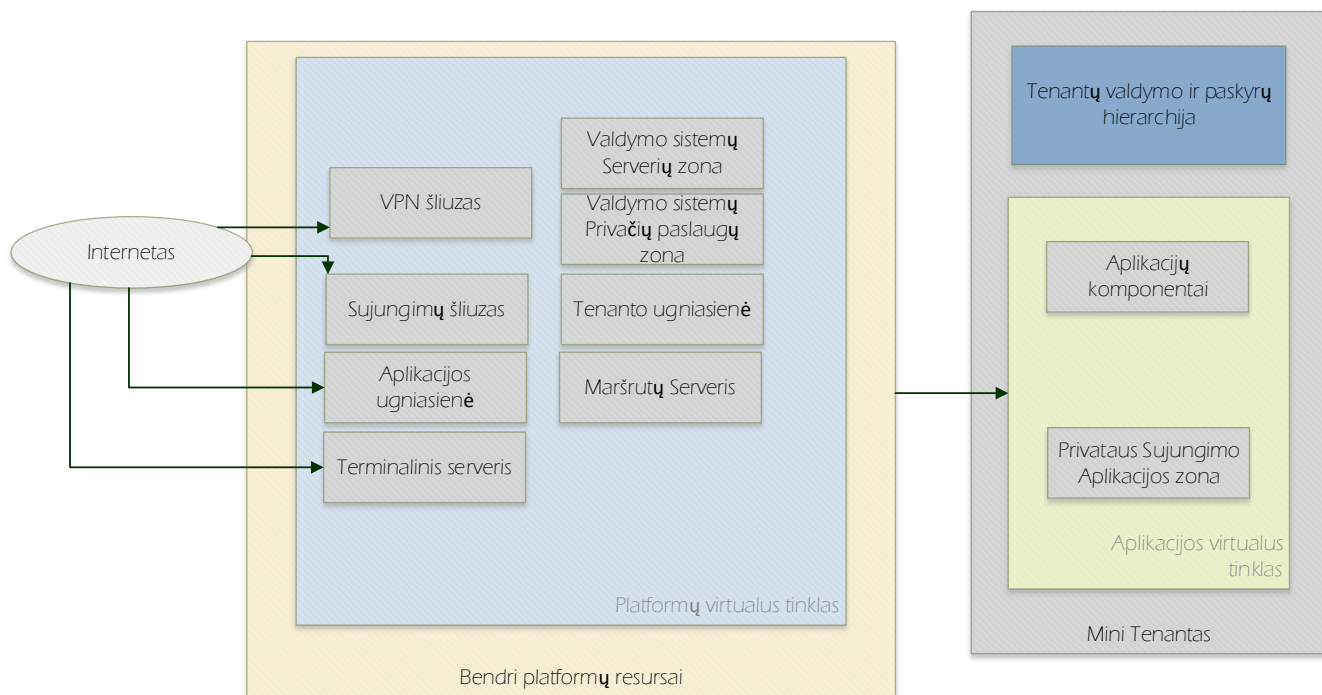 Internetas
VPN šliuzas
Sujungimų šliuzas
Aplikacijos
ugniasienė
Terminalinis serveris
Valdymo sistemų
Serverių zona
Valdymo sistemų
Privačių paslaugų
zona
Tenanto ugniasienė
Maršrutų Serveris
Platformų virtualus tinklas
Bendri platformų resursai
Tenantų valdymo ir paskyrų
hierarchija
Aplikacijų
komponentai
Privataus Sujungimo
Aplikacijos zona
Aplikacijos virtualus
tinklas
Mini Tenantas